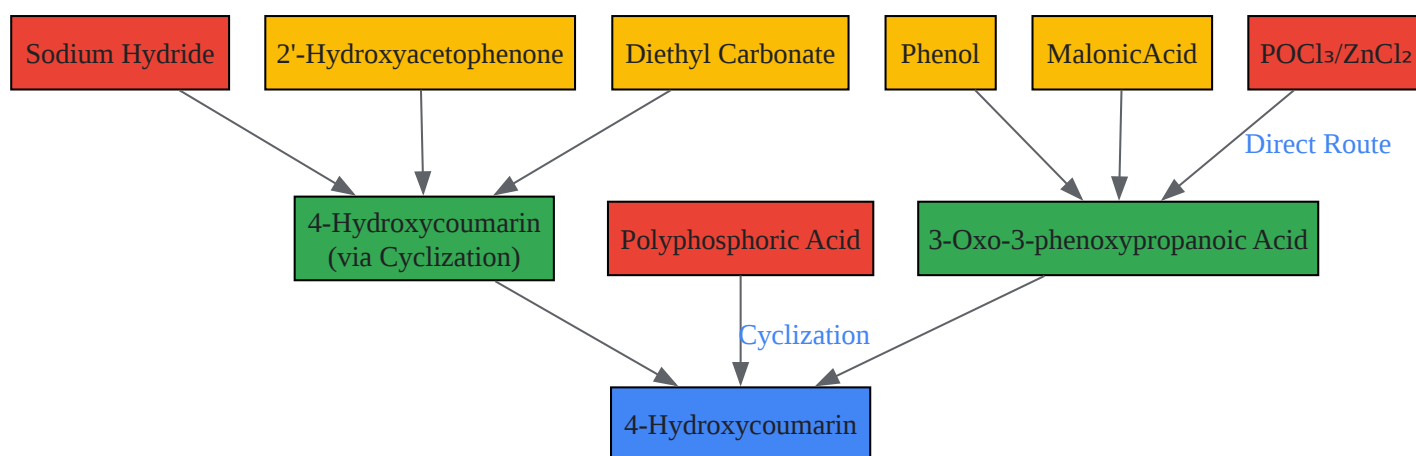 Sodium Hydride
2'-Hydroxyacetophenone
Diethyl Carbonate
Phenol
MalonicAcid
POCl₃/ZnCl₂
Direct Route
4-Hydroxycoumarin
(via Cyclization)
Polyphosphoric Acid
3-Oxo-3-phenoxypropanoic Acid
Cyclization
4-Hydroxycoumarin